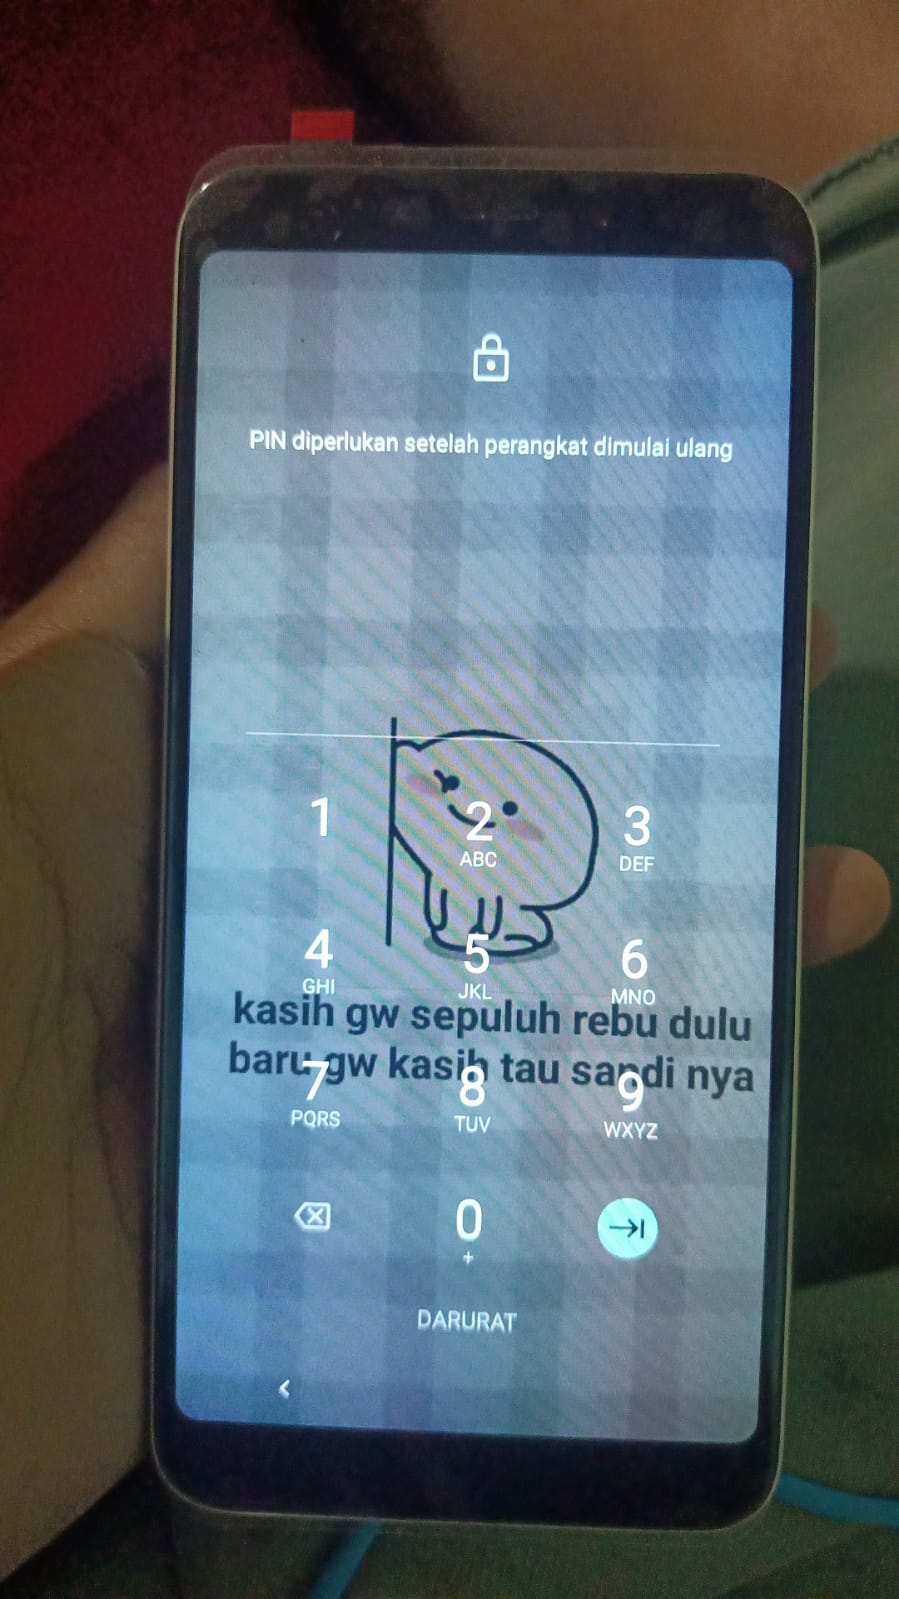 PIN diperlukan setelah perangkat dimulai ulang
1
2
ABC
3
DEF
4
GHI
5
JKL
6
MNO
kasih gw sepuluh rebu dulu
baru gw kasih tau sandi nya
7
PQRS
8
TUV
9
WXYZ
0
+
DARURAT